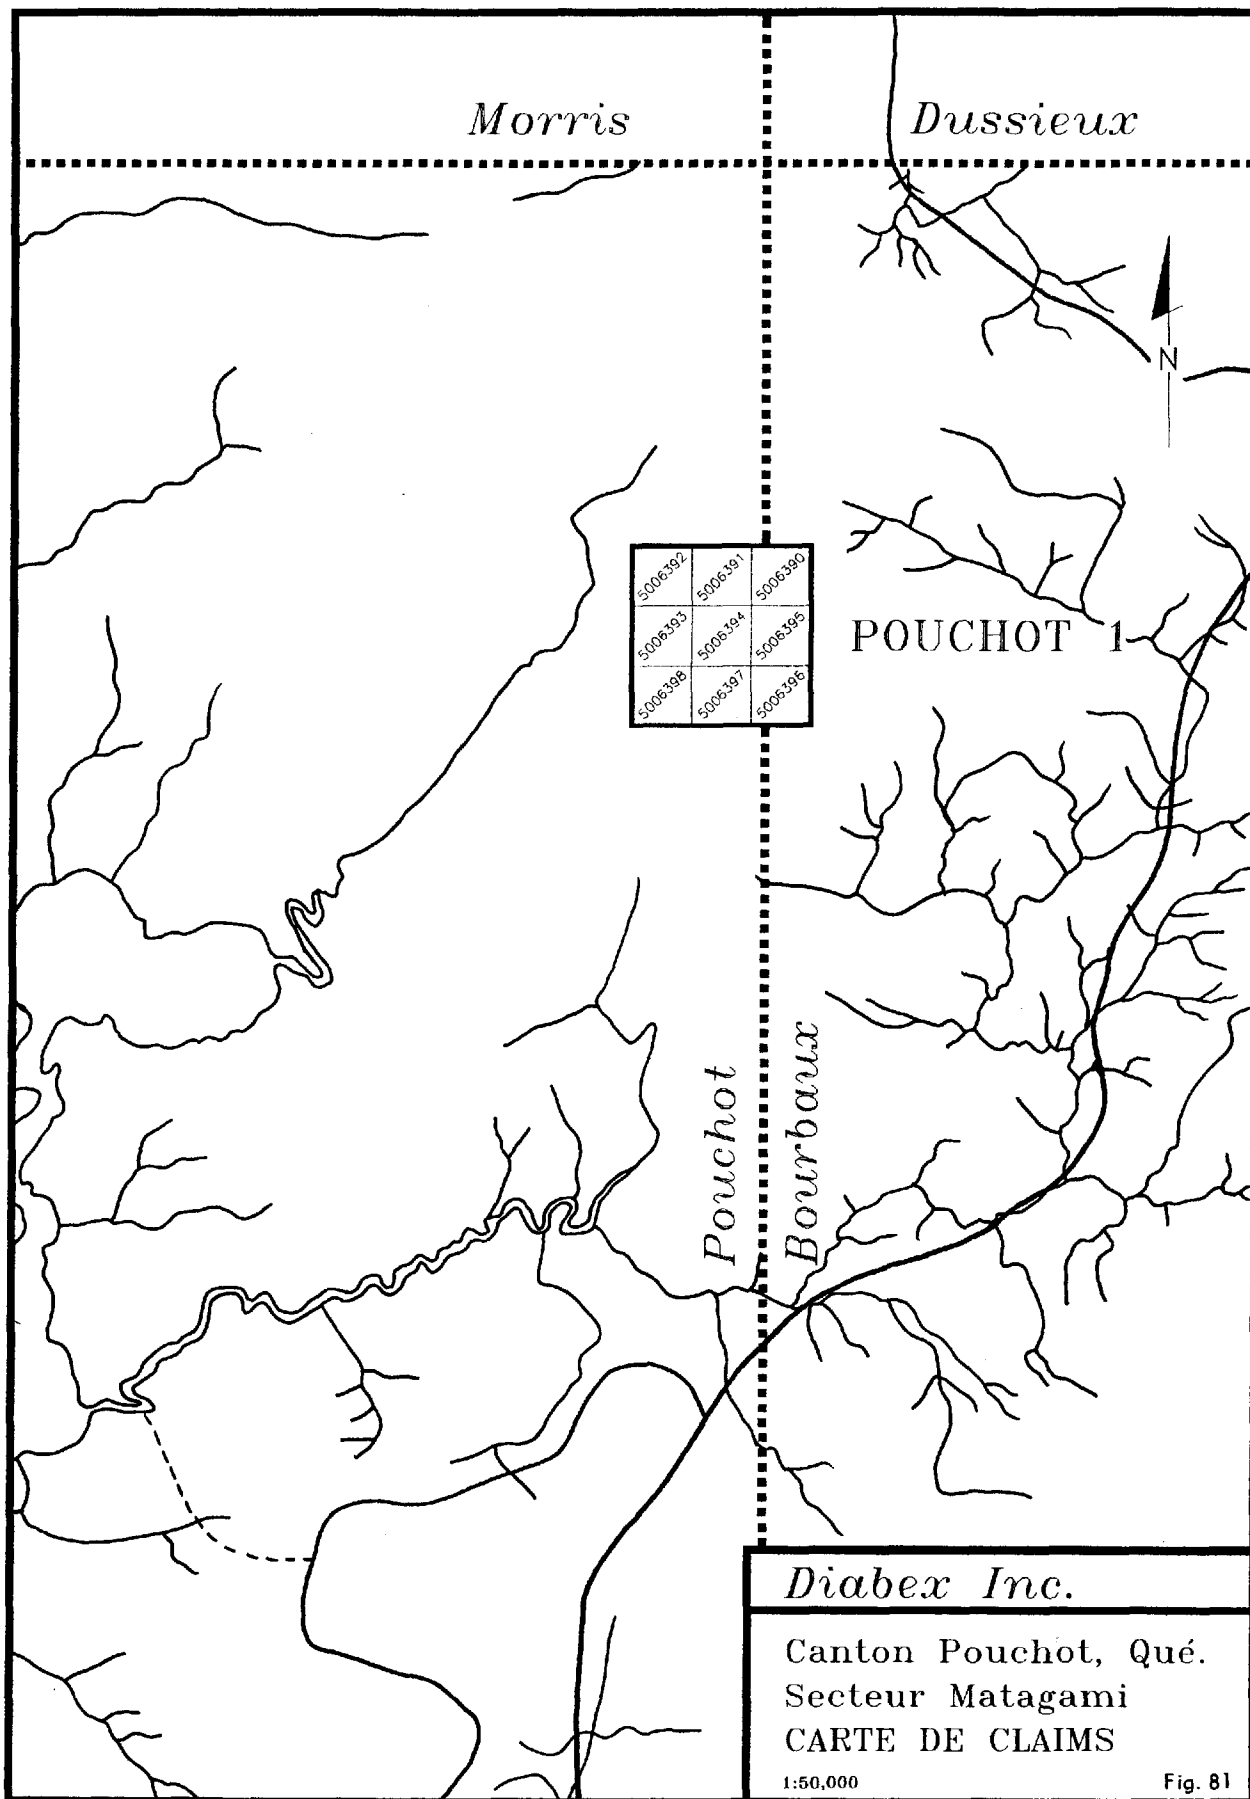 Morris
Dussieux
N
5006392
5006391
5006390
5006393
5006394
5006395
5006398
5006397
5006396
POUCHOT 1
Pouchot
Bourbaux
Diabex Inc.
Canton Pouchot, Qué.
Secteur Matagami
CARTE DE CLAIMS
1:50,000
Fig. 81